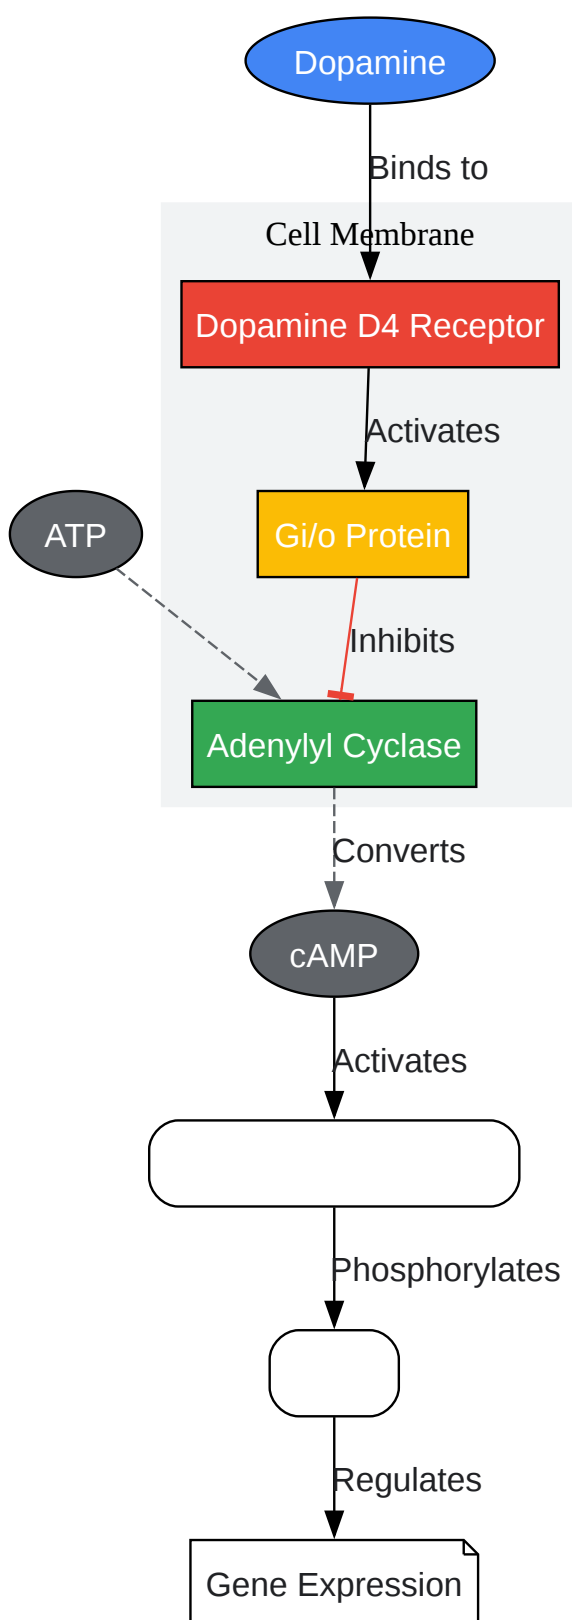 Dopamine
Binds to
Cell Membrane
Dopamine D4 Receptor
Activates
ATP
Gi/o Protein
Inhibits
Adenylyl Cyclase
Converts
cAMP
Activates
Phosphorylates
Regulates
Gene Expression